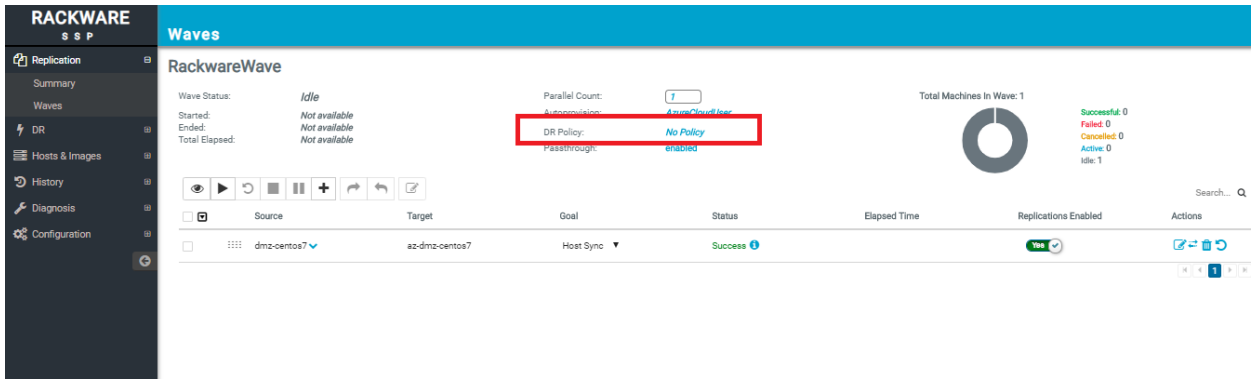 RACKWARE
SSP
Waves
Replication
Summary
Waves
DR
Hosts & Images
History
Diagnosis
Configuration
RackwareWave
Wave Status: Idle
Started: Not available
Ended: Not available
Total Elapsed: Not available
Parallel Count: 1
Autoprovision: AzureCloudUser
DR Policy: No Policy
Passthrough: enabled
Total Machines In Wave: 1
Successful: 0
Failed: 0
Cancelled: 0
Active: 0
Idle: 1
Search...
Source Target Goal Status Elapsed Time Replications Enabled Actions
dmz-centos7 az-dmz-centos7 Host Sync Success Yes
1